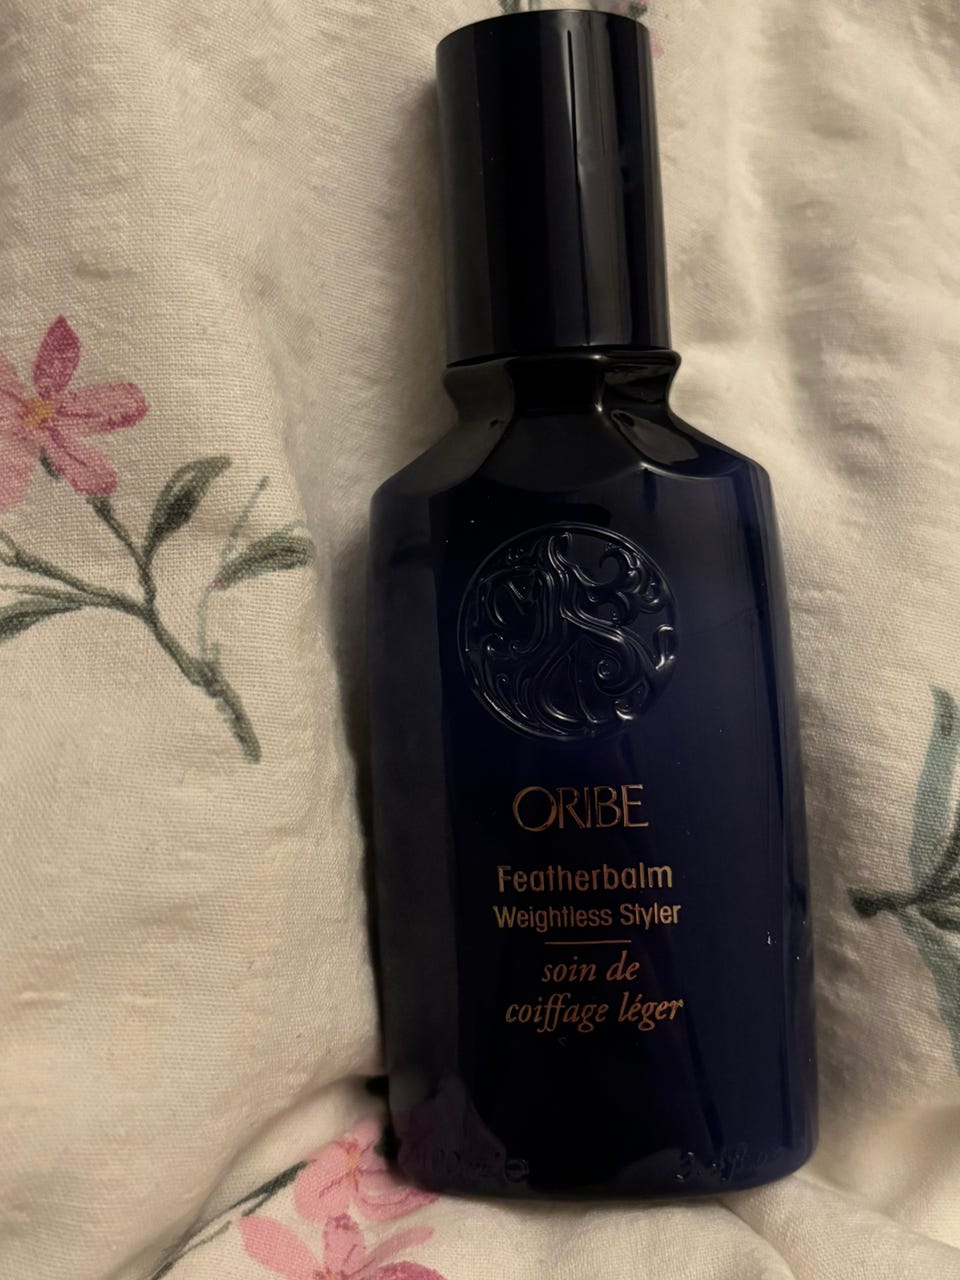 ORIBE
Featherbalm
Weightless Styler
soin de
coiffage léger